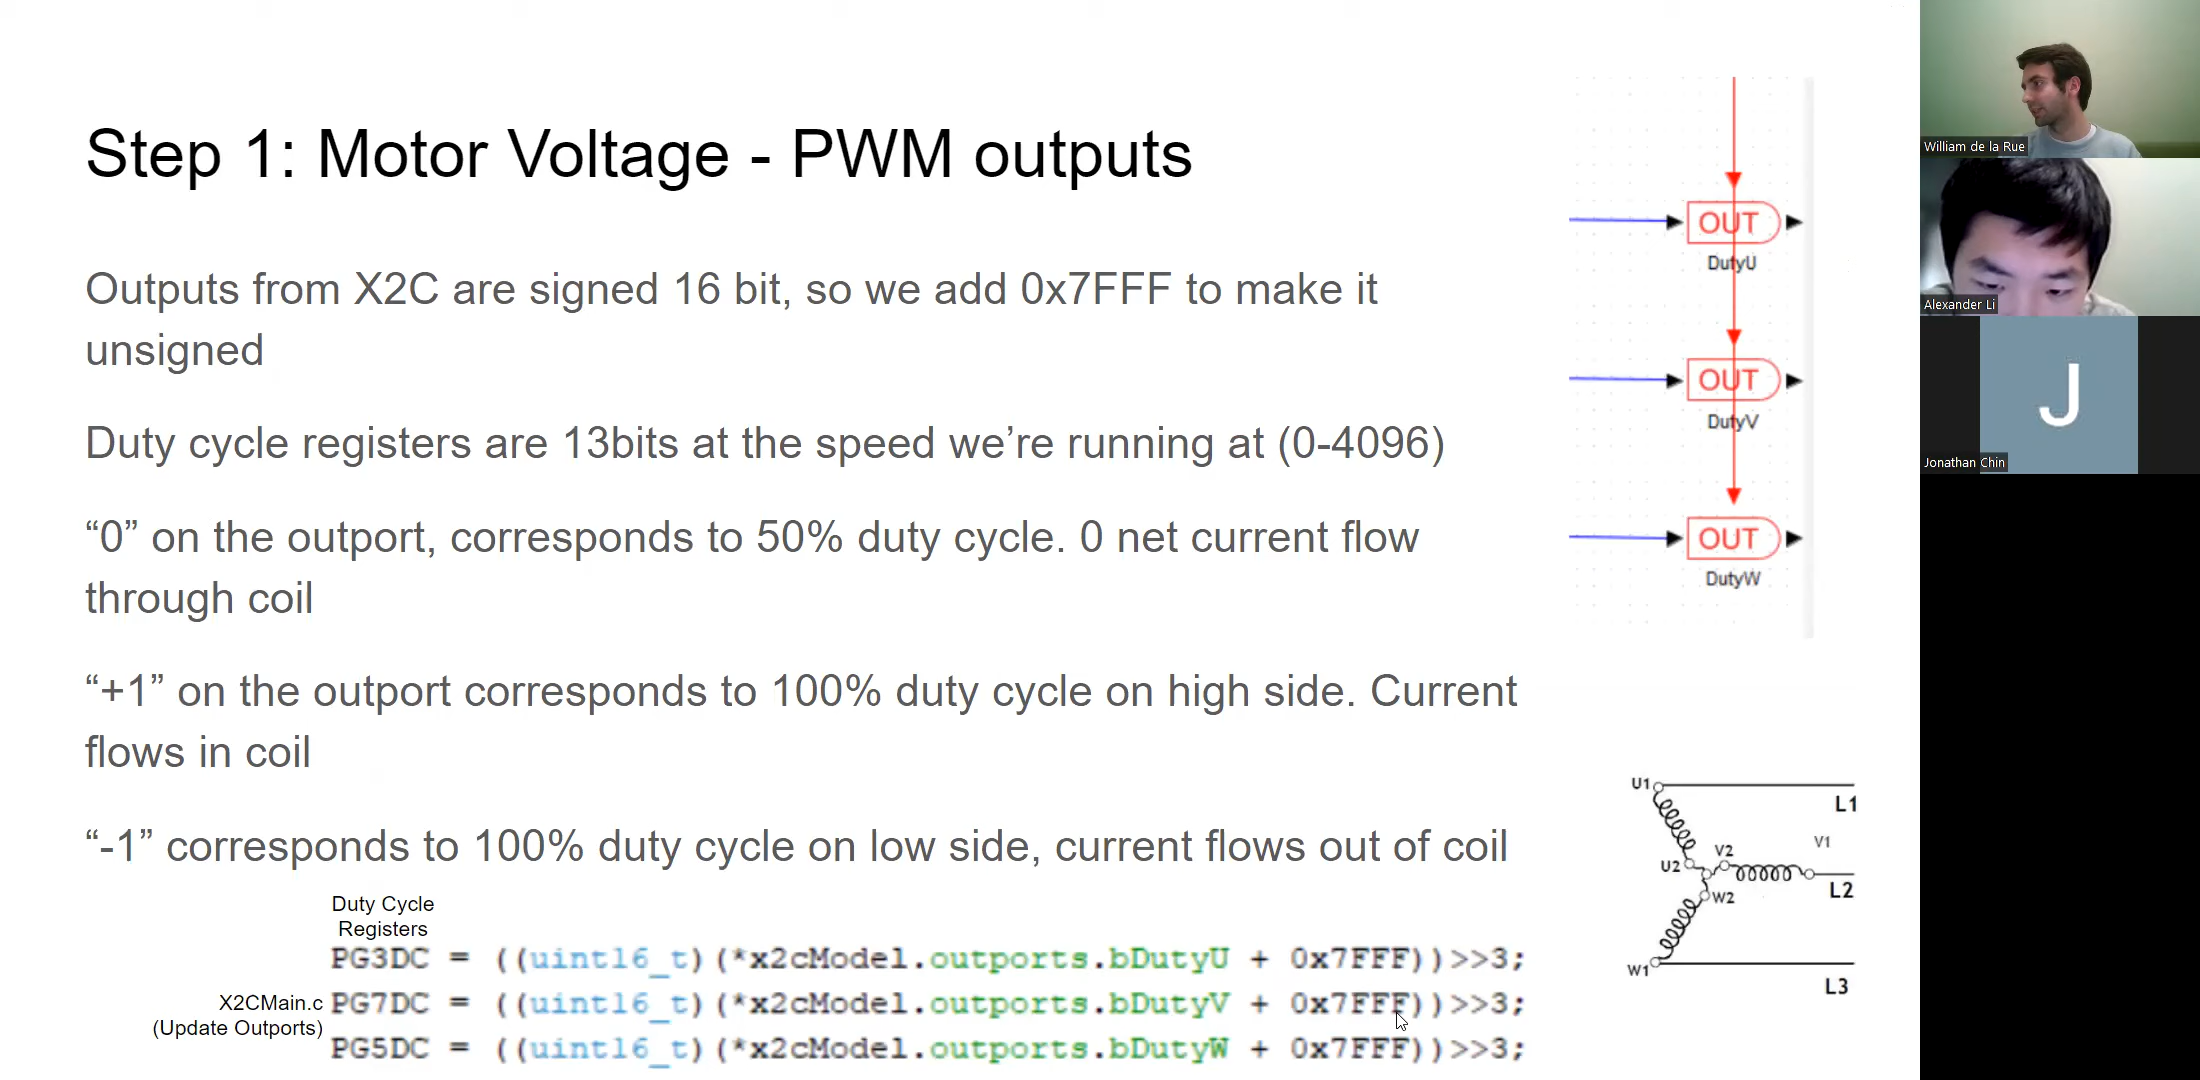 Step 1: Motor Voltage - PWM outputs
Outputs from X2C are signed 16 bit, so we add 0x7FFF to make it
unsigned
Duty cycle registers are 13bits at the speed we’re running at (0-4096)
“0” on the outport, corresponds to 50% duty cycle. 0 net current flow
through coil
“+1” on the outport corresponds to 100% duty cycle on high side. Current
flows in coil
“-1” corresponds to 100% duty cycle on low side, current flows out of coil
Duty Cycle
Registers
PG3DC = ((uint16_t)(*x2cModel.outports.bDutyU + 0x7FFF))>>3;
X2CMain.c
(Update Outports)
PG7DC = ((uint16_t)(*x2cModel.outports.bDutyV + 0x7FFF))>>3;
PG5DC = ((uint16_t)(*x2cModel.outports.bDutyW + 0x7FFF))>>3;
OUT
DutyU
OUT
DutyV
OUT
DutyW
U1
L1
V1
V2
U2
L2
W2
W1
L3
William de la Rue
Alexander Li
J
Jonathan Chin